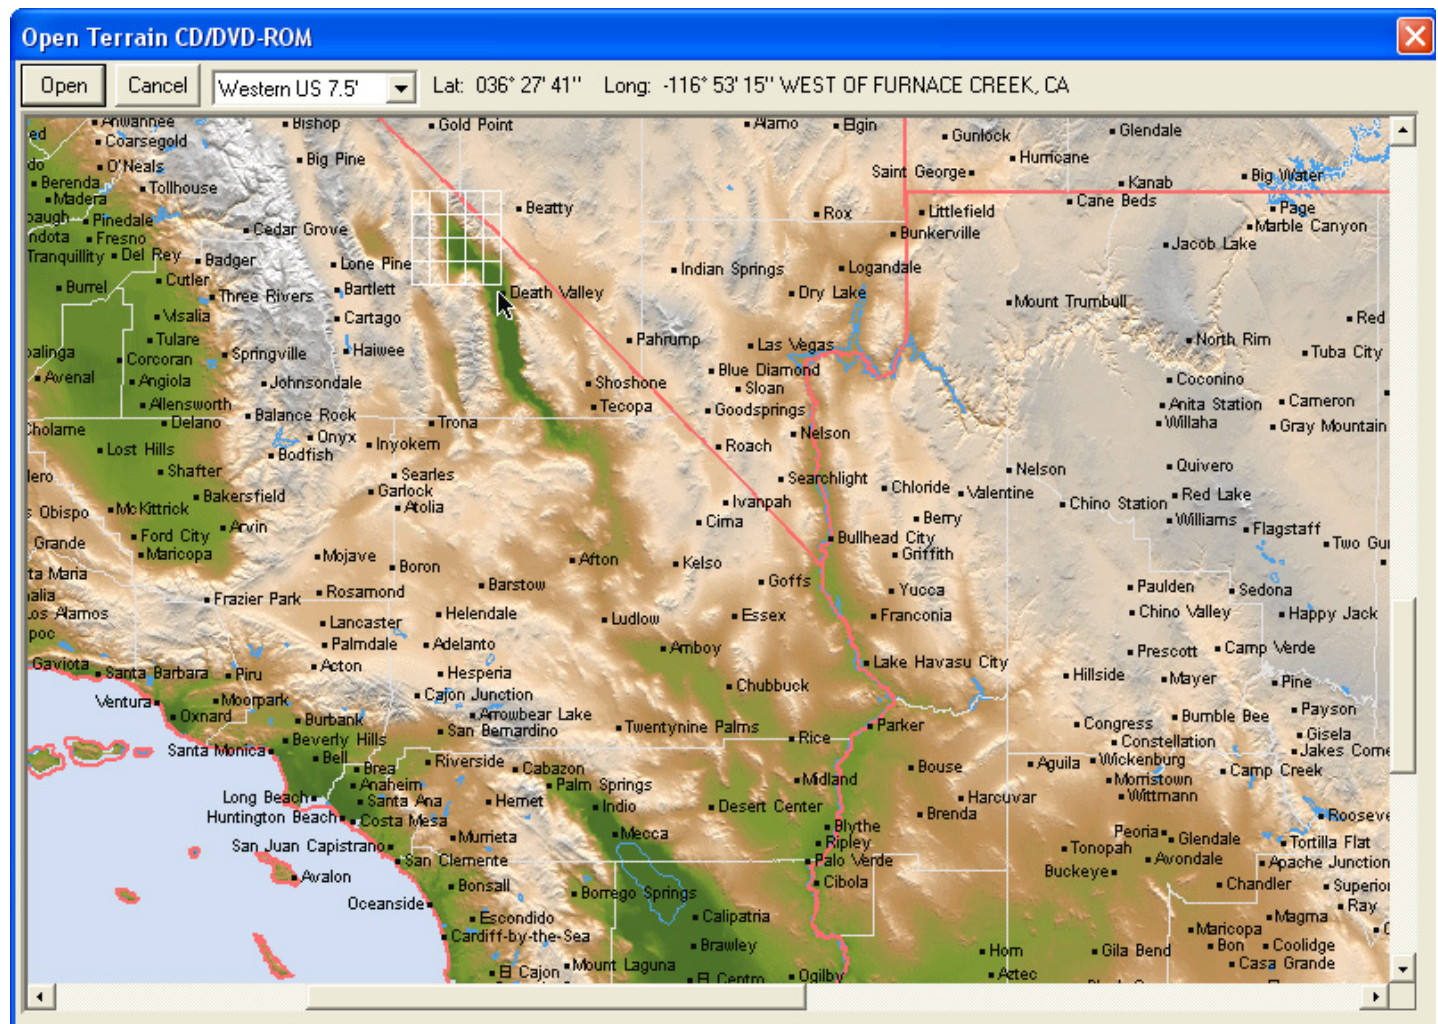 Open Terrain CD/DVD-ROM
Open Cancel Western US 7.5' Lat: 036° 27' 41" Long: -116° 53' 15" WEST OF FURNACE CREEK, CA
Ahwahnee Bishop Gold Point Alamo Elgin Gunlock Glendale
Coarsegold
O'Neals Big Pine Hurricane
Berenda Tollhouse Saint George Kanab Big Water
Madera Cane Beds
Pinedale Beatty Rox Littlefield Page
Fresno Cedar Grove Bunkerville Marble Canyon
Tranquillity Del Rey Badger Lone Pine Indian Springs Logandale Jacob Lake
Burrel Cutler Three Rivers Bartlett Death Valley Dry Lake Mount Trumbull
Visalia Cartago Red
Tulare Pahrump Las Vegas North Rim
Corcoran Springville Haiwee Tuba City
Avenal Angiola Johnsondale Shoshone Blue Diamond Coconino
Sloan
Allensworth Balance Rock Tecopa Goodsprings Anita Station Cameron
Cholame Delano Trona Willaha Gray Mountain
Onyx Inyokern Roach Nelson
Lost Hills Bodfish
Shafter Searles Searchlight Nelson Quivero
Bakersfield Garlock Chloride Valentine Red Lake
s Obispo McKittrick Atolia Ivanpah Chino Station
Arvin Cima Berry Williams Flagstaff
Grande Ford City Bullhead City Two Gu
Maricopa Mojave Boron Afton Kelso Griffith
ta Maria
Barstow Goffs Yucca Paulden Sedona
Frazier Park Rosamond
Los Alamos Lancaster Helendale Ludlow Essex Franconia Chino Valley Happy Jack
poc
Palmdale Adelanto Amboy Prescott Camp Verde
Gaviota Santa Barbara Piru Acton Hesperia Lake Havasu City Hillside Mayer Pine
Ventura Moorpark Cajon Junction Chubbuck
Oxnard Burbank Arrowbear Lake Congress Bumble Bee Payson
San Bernardino Twentynine Palms Parker Gisela
Santa Monica Beverly Hills Rice Constellation Jakes Corne
Bell Brea Riverside Cabazon Bouse Aguila Wickenburg Camp Creek
Anaheim Palm Springs Midland Morristown
Long Beach Santa Ana Hemet Indio Desert Center Harcuvar Wittmann
Huntington Beach Costa Mesa Brenda Rooseve
San Juan Capistrano Murrieta Mecca Blythe Peoria Glendale
Ripley Tonopah Tortilla Flat
San Clemente Palo Verde Avondale Apache Junction
Avalon Bonsall Cibola Buckeye Chandler Superior
Oceanside Borrego Springs Ray
Escondido Calipatria Magma
Cardiff-by-the-Sea Maricopa
Brawley Horn Gila Bend Bon Coolidge
El Cajon Mount Laguna El Centro Ogilby Aztec Casa Grande